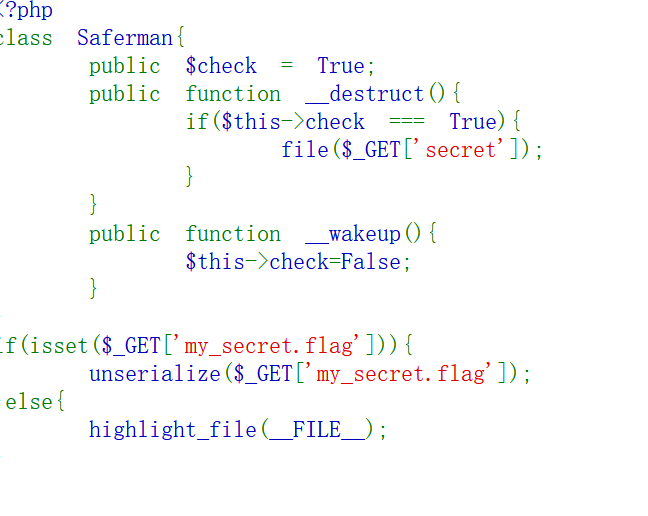 <?php
class Saferman{
public $check = True;
public function __destruct(){
if($this->check === True){
file($_GET['secret']);
}
}
public function __wakeup(){
$this->check=False;
}
if(isset($_GET['my_secret.flag'])){
unserialize($_GET['my_secret.flag']);
else{
highlight_file(__FILE__);